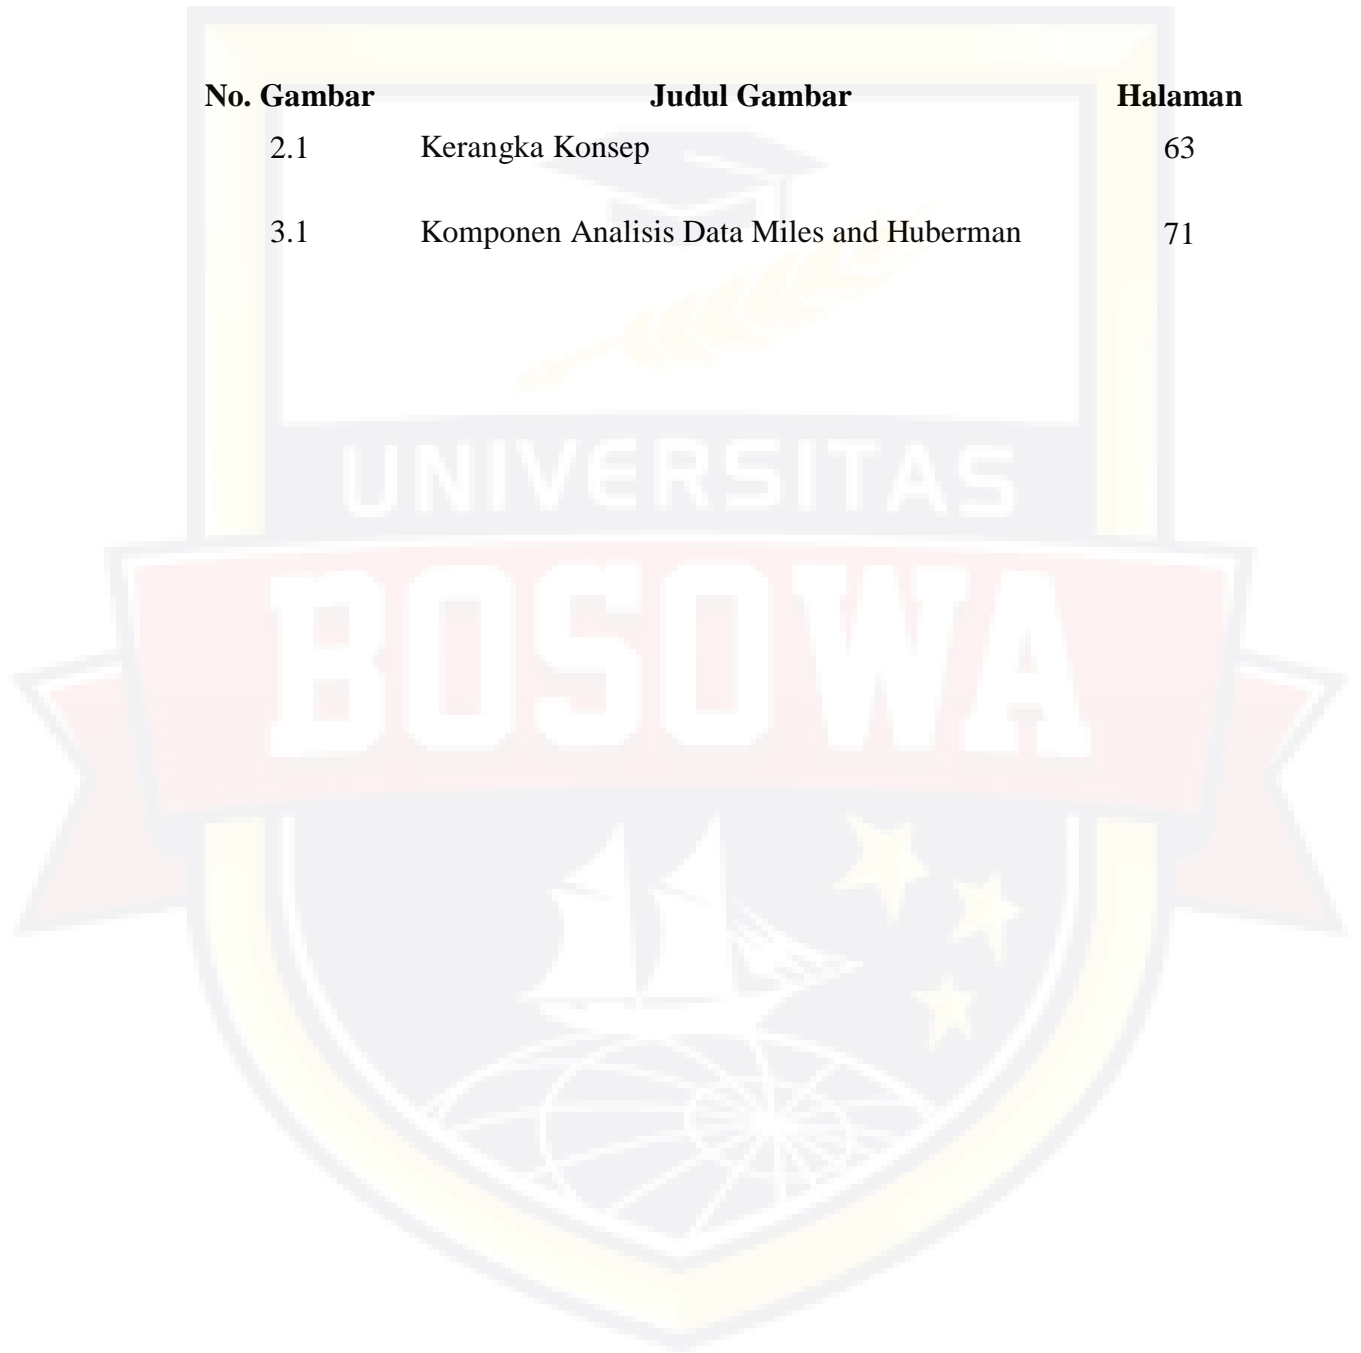 No. Gambar Judul Gambar Halaman
2.1 Kerangka Konsep 63
3.1 Komponen Analisis Data Miles and Huberman 71
UNIVERSITAS
BOSOWA